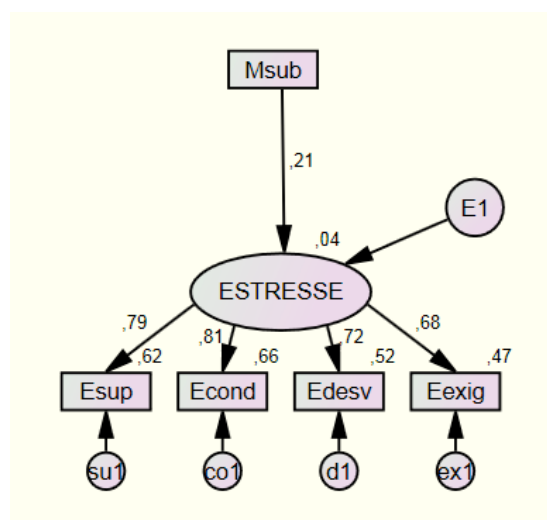 Msub
,21
E1
,04
ESTRESSE
,79
,81
,72
,68
,62
,66
,52
,47
Esup
Econd
Edesv
Eexig
su1
co1
d1
ex1